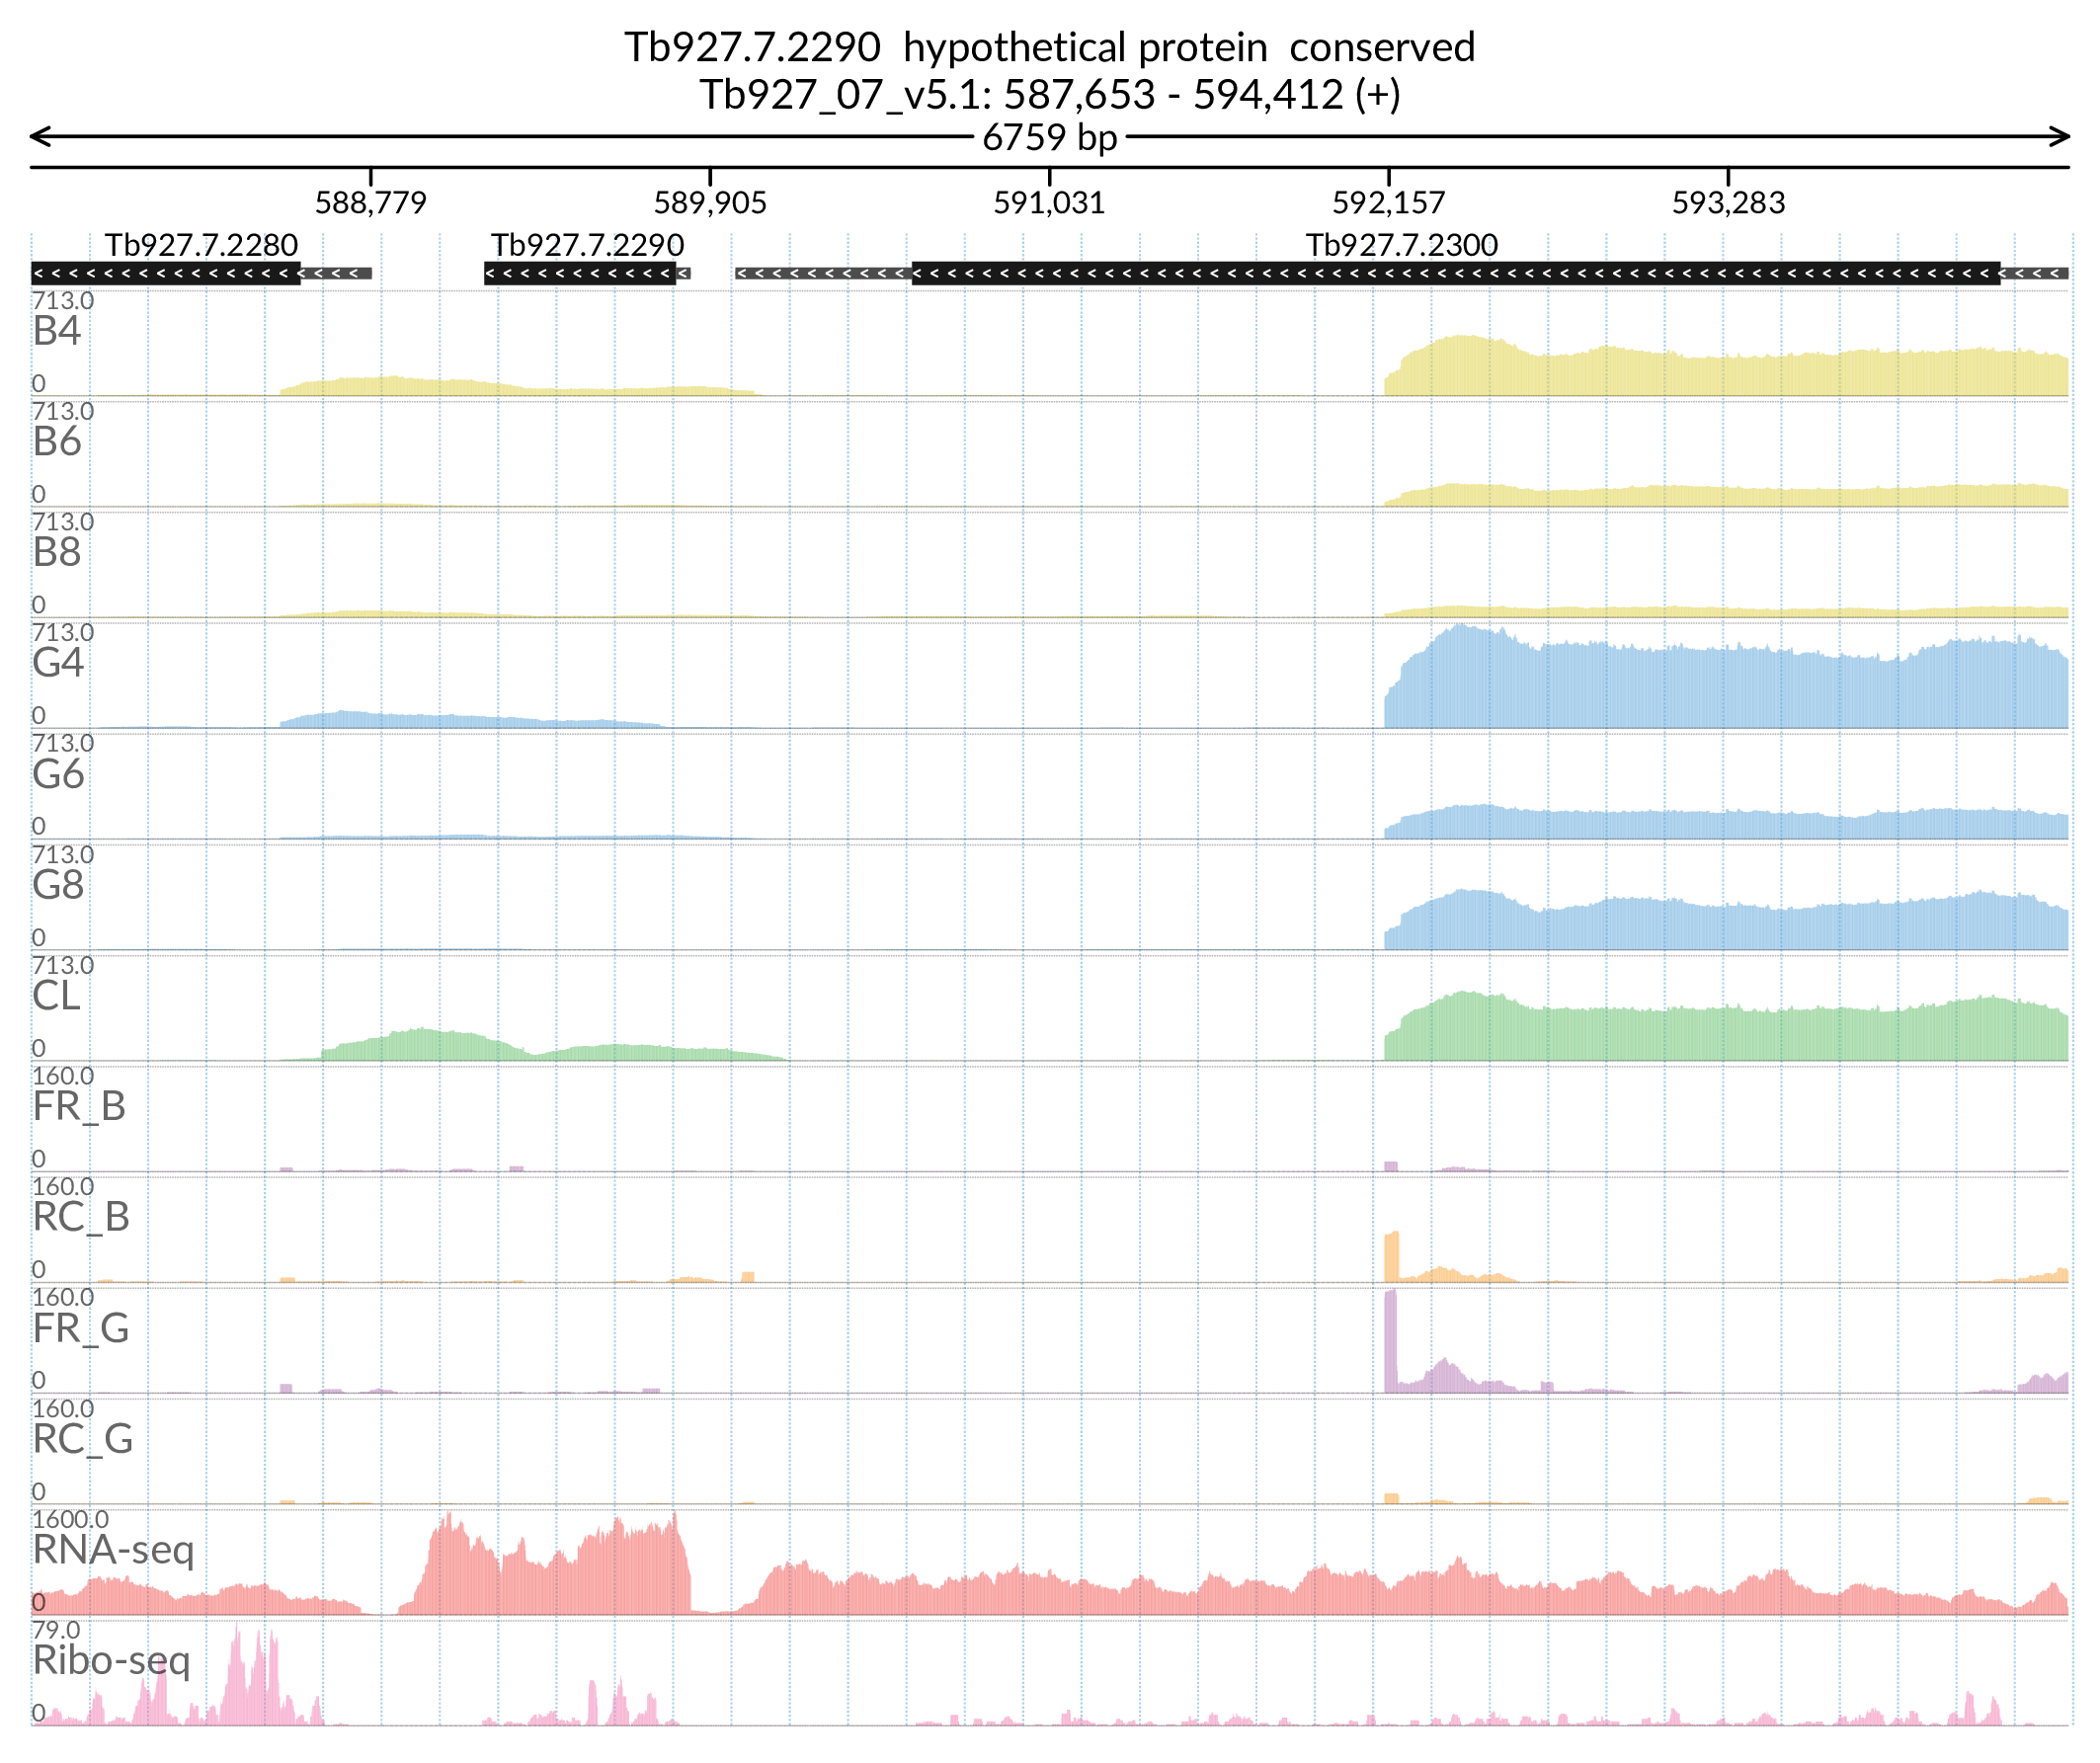 Tb927.7.2290 hypothetical protein conserved
Tb927_07_v5.1: 587,653 - 594,412 (+)
6759 bp
588,779 589,905 591,031 592,157 593,283
Tb927.7.2280 Tb927.7.2290 Tb927.7.2300
713.0
B4
0
713.0
B6
0
713.0
B8
0
713.0
G4
0
713.0
G6
0
713.0
G8
0
713.0
CL
0
160.0
FR_B
0
160.0
RC_B
0
160.0
FR_G
0
160.0
RC_G
0
1600.0
RNA-seq
0
79.0
Ribo-seq
0